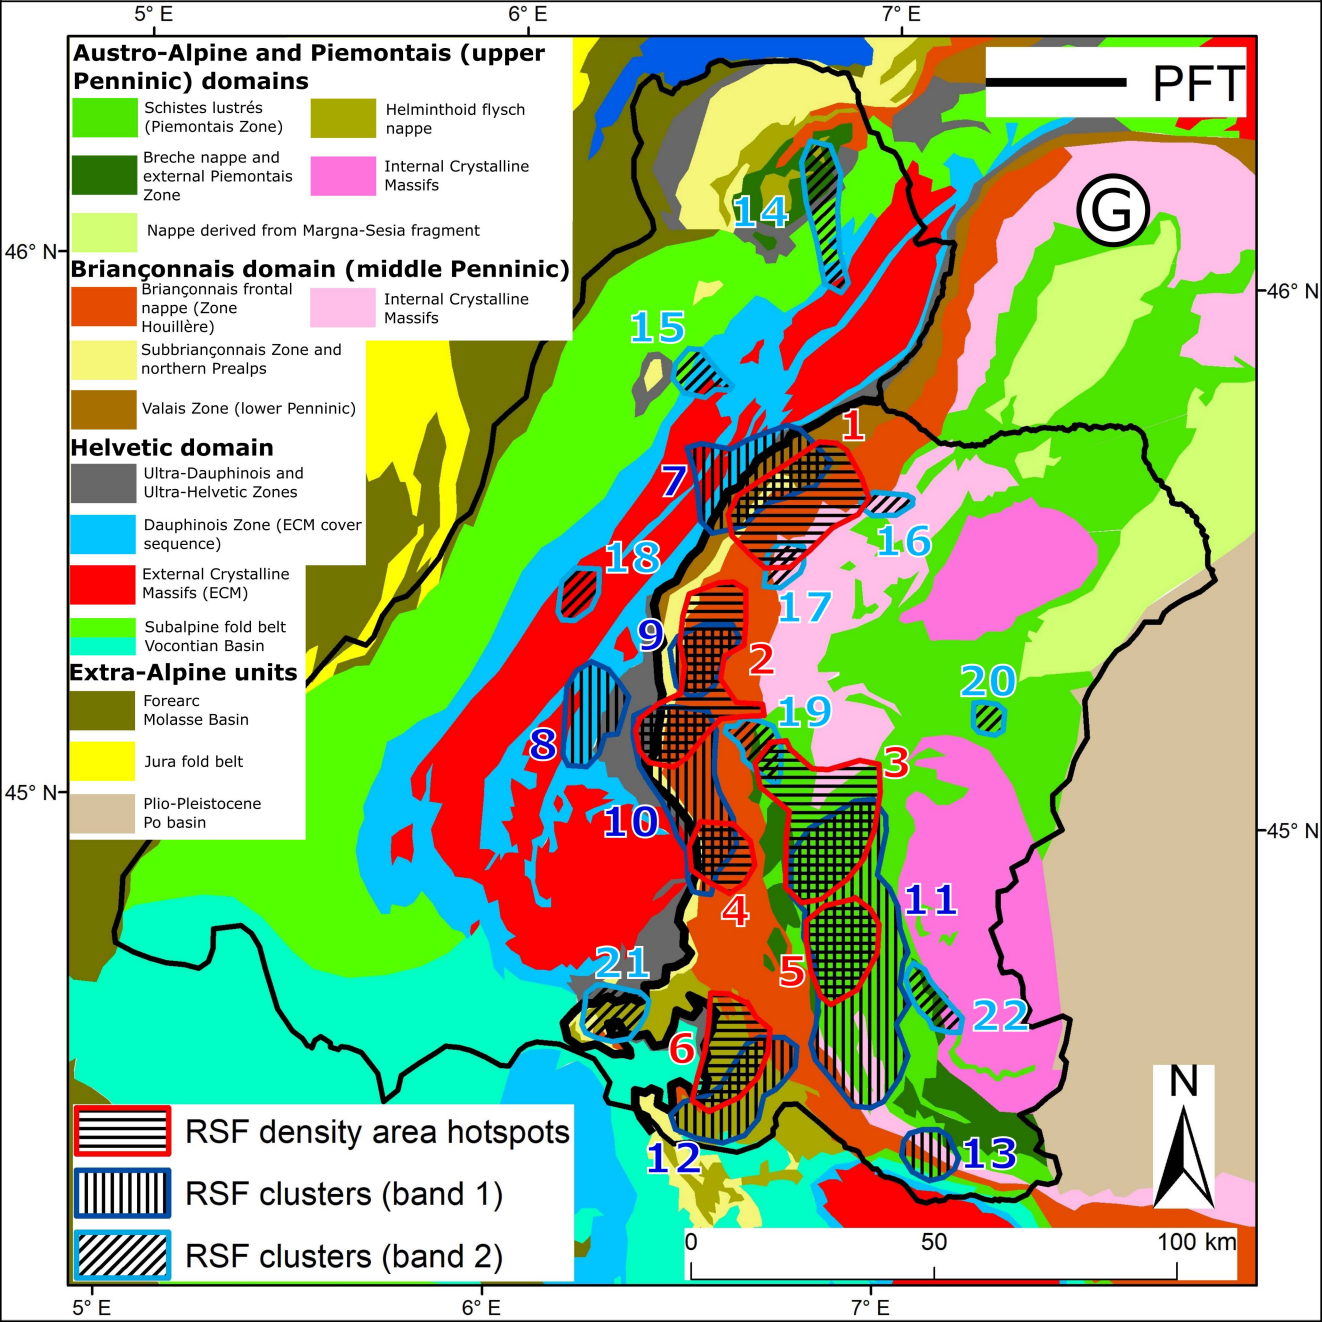 5° E
6° E
7° E
Austro-Alpine and Piemontais (upper
Penninic) domains
Schistes lustrés
(Piemontais Zone)
Helminthoid flysch
nappe
Breche nappe and
external Piemontais
Zone
Internal Crystalline
Massifs
Nappe derived from Margna-Sesia fragment
Briançonnais domain (middle Penninic)
Briançonnais frontal
nappe (Zone
Houillère)
Internal Crystalline
Massifs
Subbriançonnais Zone and
northern Prealps
Valais Zone (lower Penninic)
Helvetic domain
Ultra-Dauphinois and
Ultra-Helvetic Zones
Dauphinois Zone (ECM cover
sequence)
External Crystalline
Massifs (ECM)
Subalpine fold belt
Vocontian Basin
Extra-Alpine units
Forearc
Molasse Basin
Jura fold belt
Plio-Pleistocene
Po basin
PFT
G
46° N
46° N
45° N
45° N
14
15
1
7
16
18
17
9
2
20
19
8
3
10
11
4
21
5
22
6
12
13
N
RSF density area hotspots
RSF clusters (band 1)
RSF clusters (band 2)
0
50
100 km
5° E
6° E
7° E